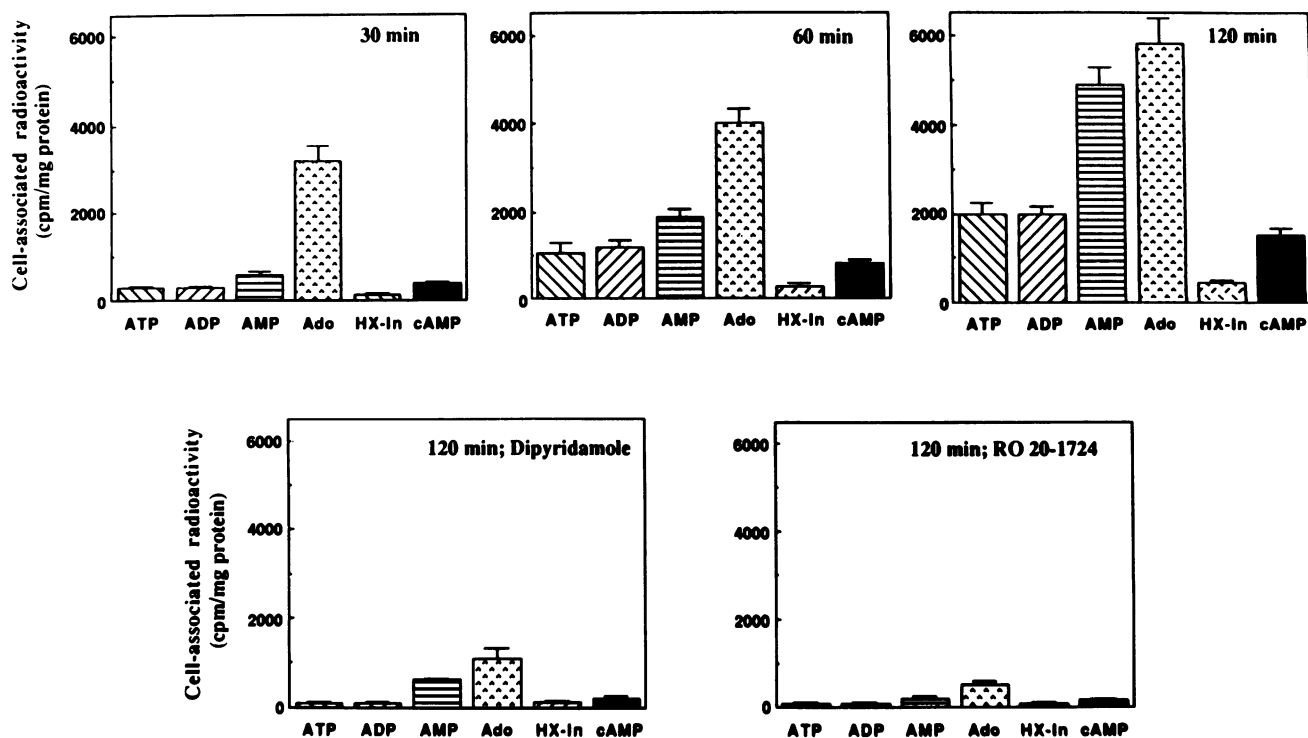 Cell-associated radioactivity
(cpm/mg protein)
6000
4000
2000
0
30 min
ATP ADP AMP Ado HX-In cAMP
6000
4000
2000
0
60 min
ATP ADP AMP Ado HX-In cAMP
6000
4000
2000
0
120 min
ATP ADP AMP Ado HX-In cAMP
Cell-associated radioactivity
(cpm/mg protein)
6000
4000
2000
0
120 min; Dipyridamole
ATP ADP AMP Ado HX-In cAMP
6000
4000
2000
0
120 min; RO 20-1724
ATP ADP AMP Ado HX-In cAMP